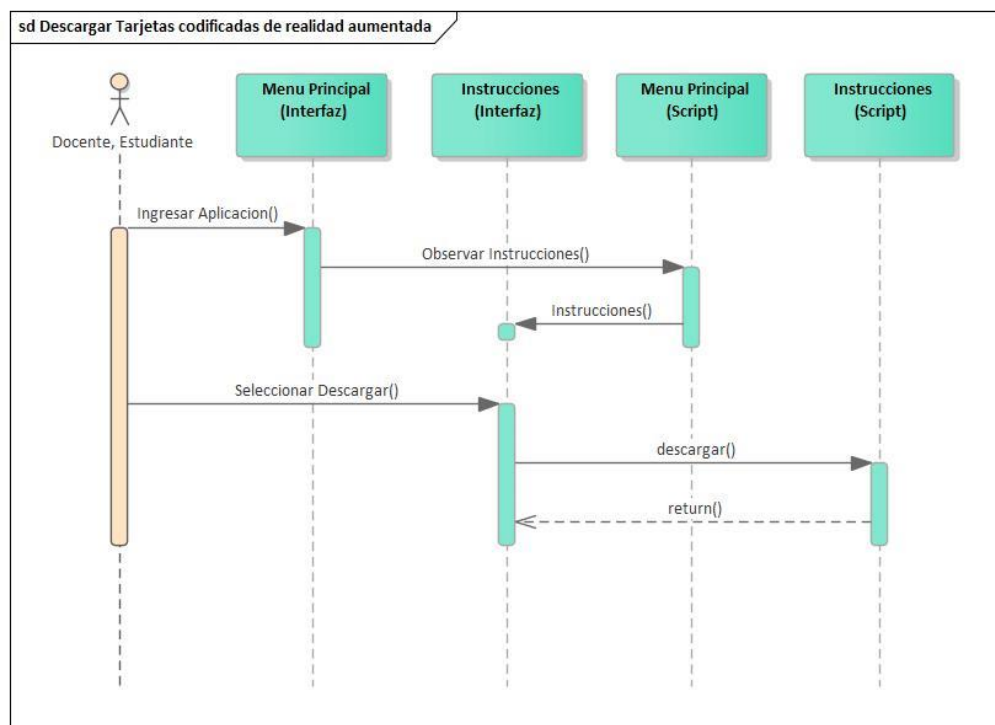 sd Descargar Tarjetas codificadas de realidad aumentada
Docente, Estudiante
Menu Principal
(Interfaz)
Instrucciones
(Interfaz)
Menu Principal
(Script)
Instrucciones
(Script)
Ingresar Aplicacion()
Observar Instrucciones()
Instrucciones()
Seleccionar Descargar()
descargar()
return()